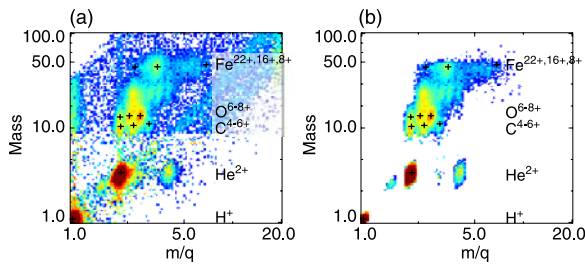 (a)
(b)
100.0
50.0
10.0
1.0
Mass
Fe22+,16+,8+
O6-8+
C4-6+
He2+
H+
1.0
5.0
20.0
m/q
100.0
50.0
10.0
1.0
Mass
Fe22+,16+,8+
O6-8+
C4-6+
He2+
H+
1.0
5.0
20.0
m/q